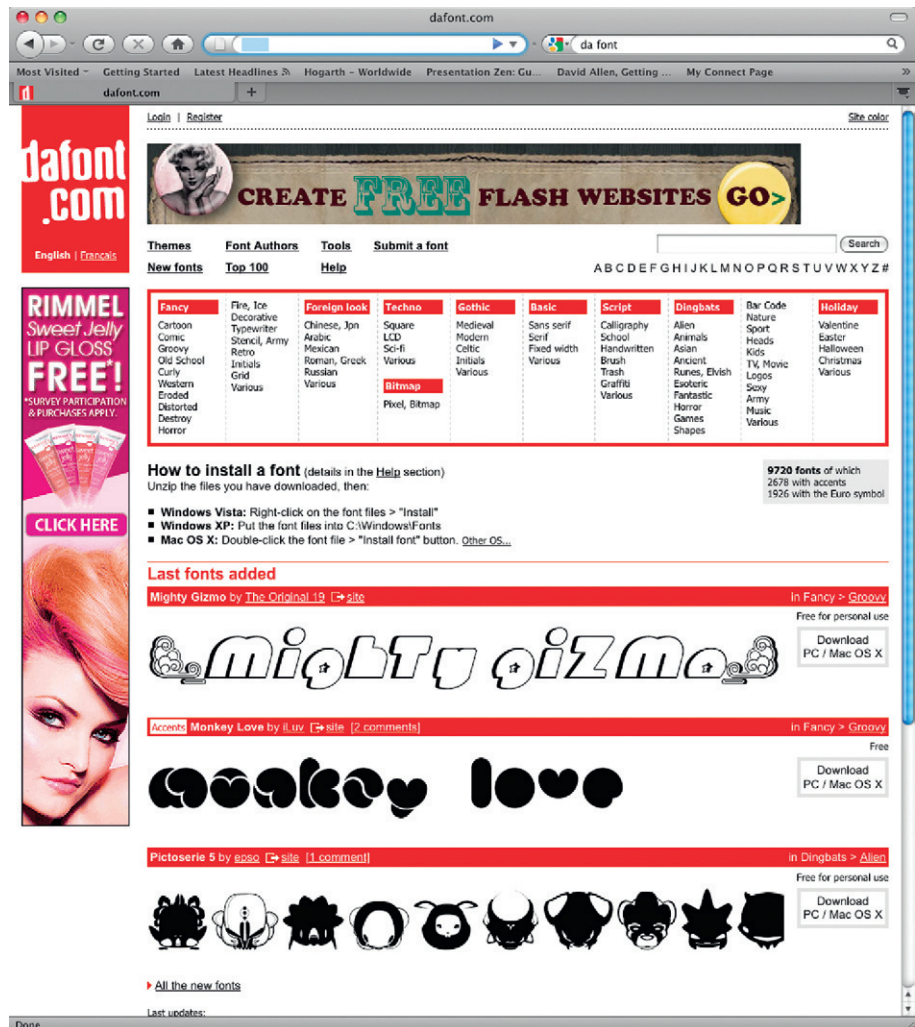 dafont.com
da font
Most Visited Getting Started Latest Headlines Hogarth – Worldwide Presentation Zen: Gu... David Allen, Getting ... My Connect Page »
d dafont.com +
Login | Register Site color
dafont
.com
English | Français
CREATE FREE FLASH WEBSITES GO>
Themes Font Authors Tools Submit a font Search
New fonts Top 100 Help A B C D E F G H I J K L M N O P Q R S T U V W X Y Z #
RIMMEL
Sweet Jelly
LIP GLOSS
FREE*!
*SURVEY PARTICIPATION
& PURCHASES APPLY.
CLICK HERE
Fancy
Cartoon
Comic
Groovy
Old School
Curly
Western
Eroded
Distorted
Destroy
Horror
Fire, Ice
Decorative
Typewriter
Stencil, Army
Retro
Initials
Grid
Various
Foreign look
Chinese, Jpn
Arabic
Mexican
Roman, Greek
Russian
Various
Techno
Square
LCD
Sci-fi
Various
Bitmap
Pixel, Bitmap
Gothic
Medieval
Modern
Celtic
Initials
Various
Basic
Sans serif
Serif
Fixed width
Various
Script
Calligraphy
School
Handwritten
Brush
Trash
Graffiti
Various
Dingbats
Alien
Animals
Asian
Ancient
Runes, Elvish
Esoteric
Fantastic
Horror
Games
Shapes
Bar Code
Nature
Sport
Heads
Kids
TV, Movie
Logos
Sexy
Army
Music
Various
Holiday
Valentine
Easter
Halloween
Christmas
Various
How to install a font (details in the Help section)
Unzip the files you have downloaded, then:
■ Windows Vista: Right-click on the font files > "Install"
■ Windows XP: Put the font files into C:\Windows\Fonts
■ Mac OS X: Double-click the font file > "Install font" button. Other OS...
9720 fonts of which
2678 with accents
1926 with the Euro symbol
Last fonts added
Mighty Gizmo by The Original 19 site in Fancy > Groovy
Free for personal use
mighty gizmo
Download
PC / Mac OS X
Accents Monkey Love by iLuv site [2 comments] in Fancy > Groovy
Free
monkey love
Download
PC / Mac OS X
Pictoserie 5 by epso site [1 comment] in Dingbats > Alien
Free for personal use
Download
PC / Mac OS X
All the new fonts
Last updates:
Done